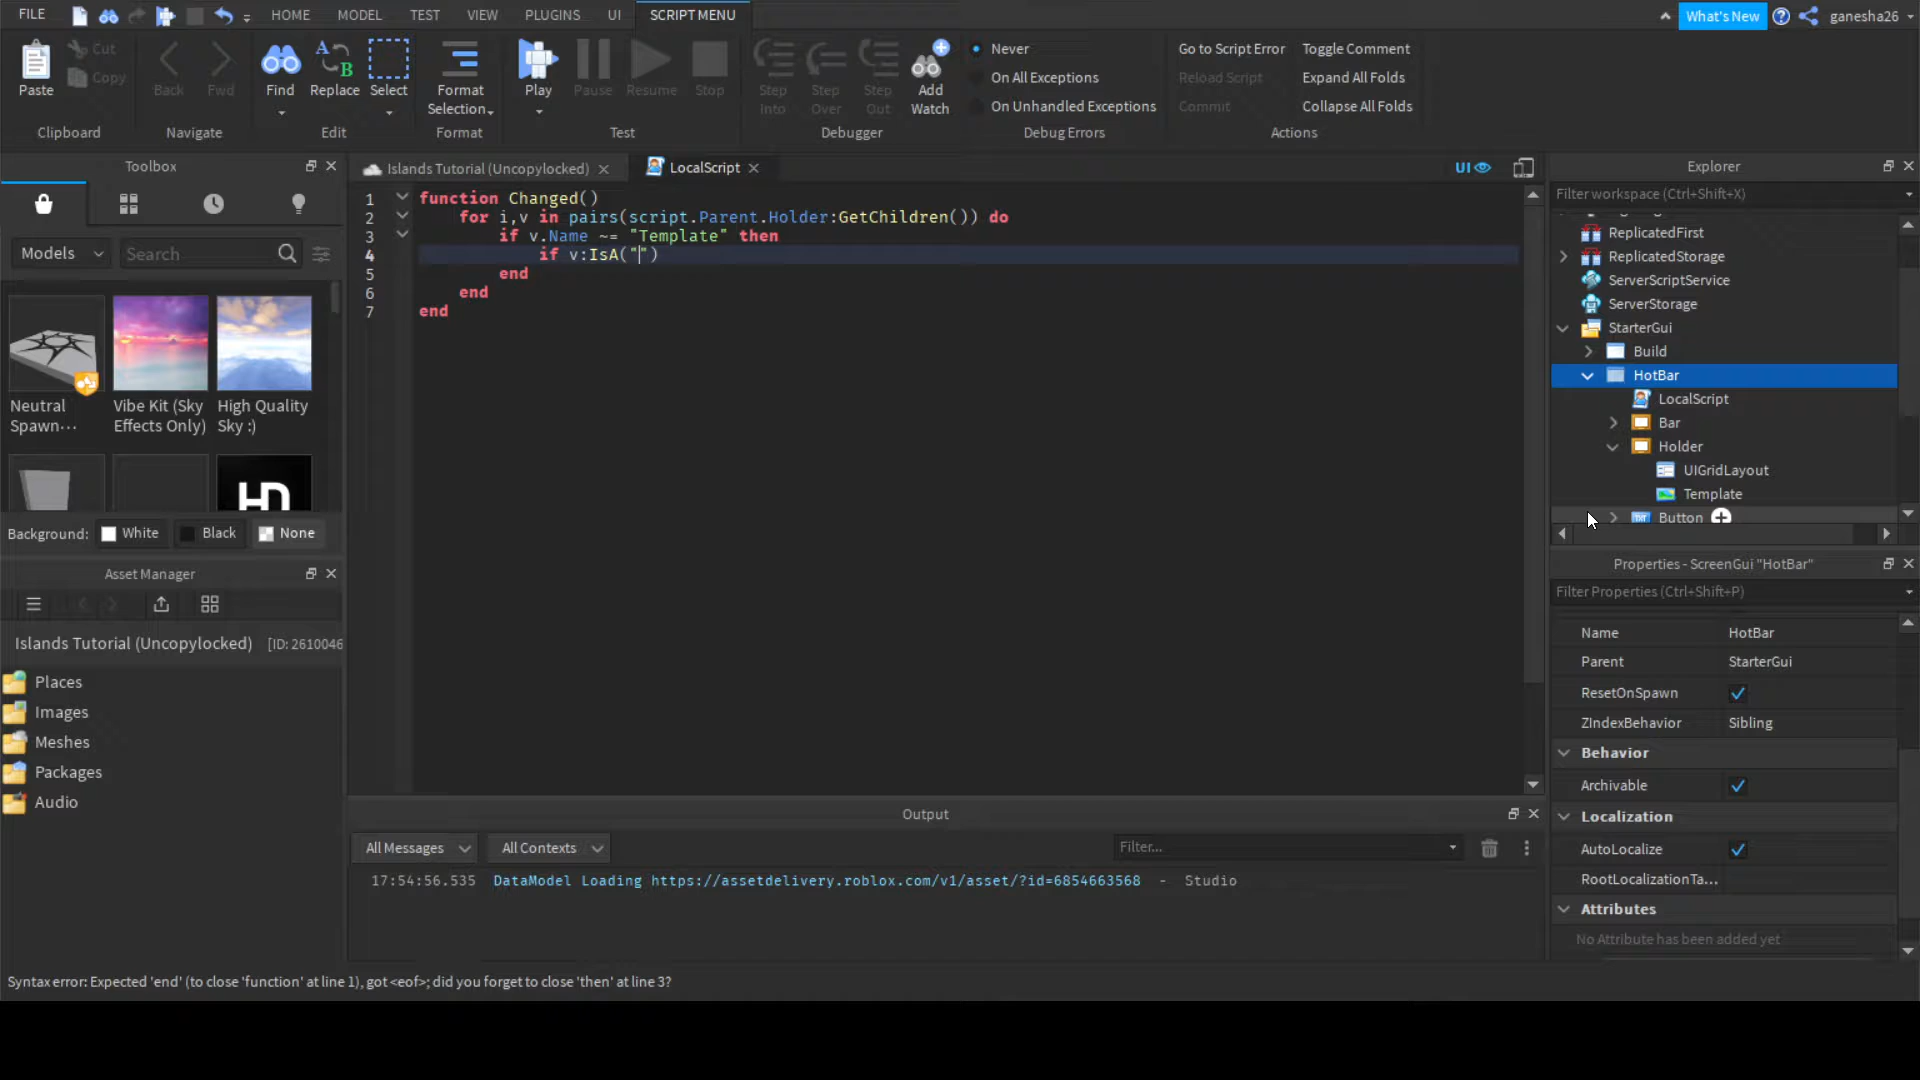 FILE HOME MODEL TEST VIEW PLUGINS UI SCRIPT MENU What's New ganesha26
Paste Cut Copy
Clipboard
Back Fwd
Navigate
Find Replace Select
Edit
Format Selection
Format
Play Pause Resume Stop
Test
Step Into Step Over Step Out Add Watch
Debugger
Never
On All Exceptions
On Unhandled Exceptions
Debug Errors
Go to Script Error Toggle Comment
Reload Script Expand All Folds
Commit Collapse All Folds
Actions
Toolbox
Models Search
Neutral Spawn...
Vibe Kit (Sky Effects Only)
High Quality Sky :)
HD
Background: White Black None
Asset Manager
Islands Tutorial (Uncopylocked) [ID: 2610046
Places
Images
Meshes
Packages
Audio
Islands Tutorial (Uncopylocked) LocalScript UI
1 function Changed()
2 for i,v in pairs(script.Parent.Holder:GetChildren()) do
3 if v.Name ~= "Template" then
4 if v:IsA("")
5 end
6 end
7 end
Output
All Messages All Contexts Filter...
17:54:56.535 DataModel Loading https://assetdelivery.roblox.com/v1/asset/?id=6854663568 - Studio
Explorer
Filter workspace (Ctrl+Shift+X)
ReplicatedFirst
ReplicatedStorage
ServerScriptService
ServerStorage
StarterGui
Build
HotBar
LocalScript
Bar
Holder
UIGridLayout
Template
Button
Properties - ScreenGui "HotBar"
Filter Properties (Ctrl+Shift+P)
Name HotBar
Parent StarterGui
ResetOnSpawn
ZIndexBehavior Sibling
Behavior
Archivable
Localization
AutoLocalize
RootLocalizationTa...
Attributes
No Attribute has been added yet
Syntax error: Expected 'end' (to close 'function' at line 1), got <eof>; did you forget to close 'then' at line 3?